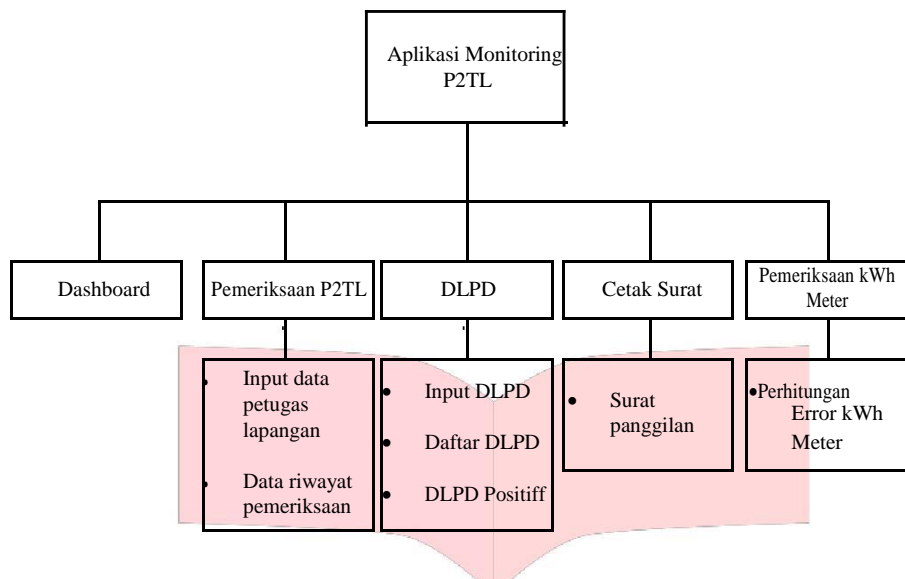 Aplikasi Monitoring
P2TL
Dashboard
Pemeriksaan P2TL
DLPD
Cetak Surat
Pemeriksaan kWh
Meter
• Input data
petugas
lapangan
• Data riwayat
pemeriksaan
• Input DLPD
• Daftar DLPD
• DLPD Positiff
• Surat
panggilan
•Perhitungan
Error kWh
Meter